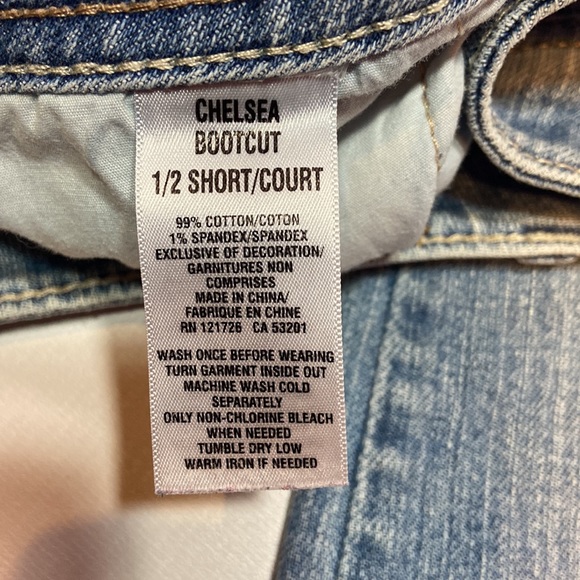 CHELSEA
BOOTCUT
1/2 SHORT/COURT
99% COTTON/COTON
1% SPANDEX/SPANDEX
EXCLUSIVE OF DECORATION/
GARNITURES NON
COMPRISES
MADE IN CHINA/
FABRIQUE EN CHINE
RN 121726 CA 53201
WASH ONCE BEFORE WEARING
TURN GARMENT INSIDE OUT
MACHINE WASH COLD
SEPARATELY
ONLY NON-CHLORINE BLEACH
WHEN NEEDED
TUMBLE DRY LOW
WARM IRON IF NEEDED